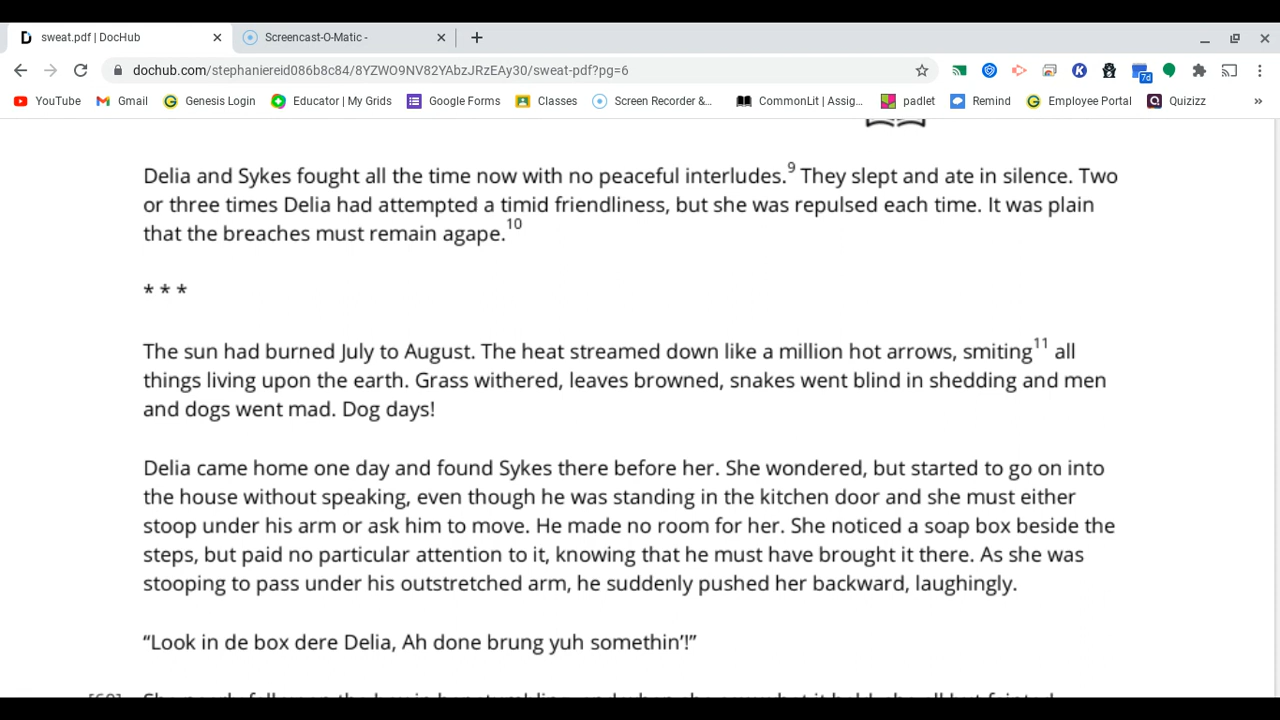 sweat.pdf | DocHub
Screencast-O-Matic -
dochub.com/stephaniereid086b8c84/8YZWO9NV82YAbzJRzEAy30/sweat-pdf?pg=6
7d
YouTube Gmail Genesis Login Educator | My Grids Google Forms Classes Screen Recorder &... CommonLit | Assig... padlet Remind Employee Portal Quizizz »
Delia and Sykes fought all the time now with no peaceful interludes.9 They slept and ate in silence. Two
or three times Delia had attempted a timid friendliness, but she was repulsed each time. It was plain
that the breaches must remain agape.10
* * *
The sun had burned July to August. The heat streamed down like a million hot arrows, smiting11 all
things living upon the earth. Grass withered, leaves browned, snakes went blind in shedding and men
and dogs went mad. Dog days!
Delia came home one day and found Sykes there before her. She wondered, but started to go on into
the house without speaking, even though he was standing in the kitchen door and she must either
stoop under his arm or ask him to move. He made no room for her. She noticed a soap box beside the
steps, but paid no particular attention to it, knowing that he must have brought it there. As she was
stooping to pass under his outstretched arm, he suddenly pushed her backward, laughingly.
“Look in de box dere Delia, Ah done brung yuh somethin’!”